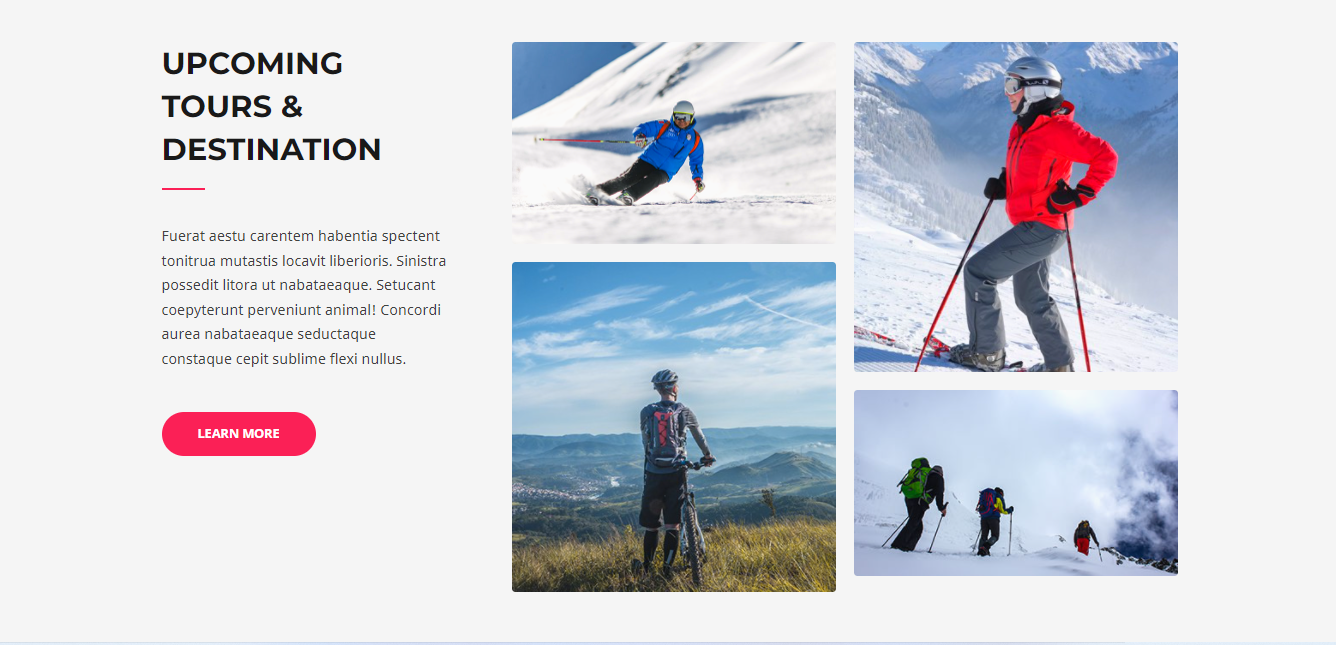 UPCOMING
TOURS &
DESTINATION
Fuerat aestu carentem habentia spectent
tonitrua mutastis locavit liberioris. Sinistra
possedit litora ut nabataeaque. Setucant
coepyterunt perveniunt animal! Concordi
aurea nabataeaque seductaque
constaque cepit sublime flexi nullus.
LEARN MORE